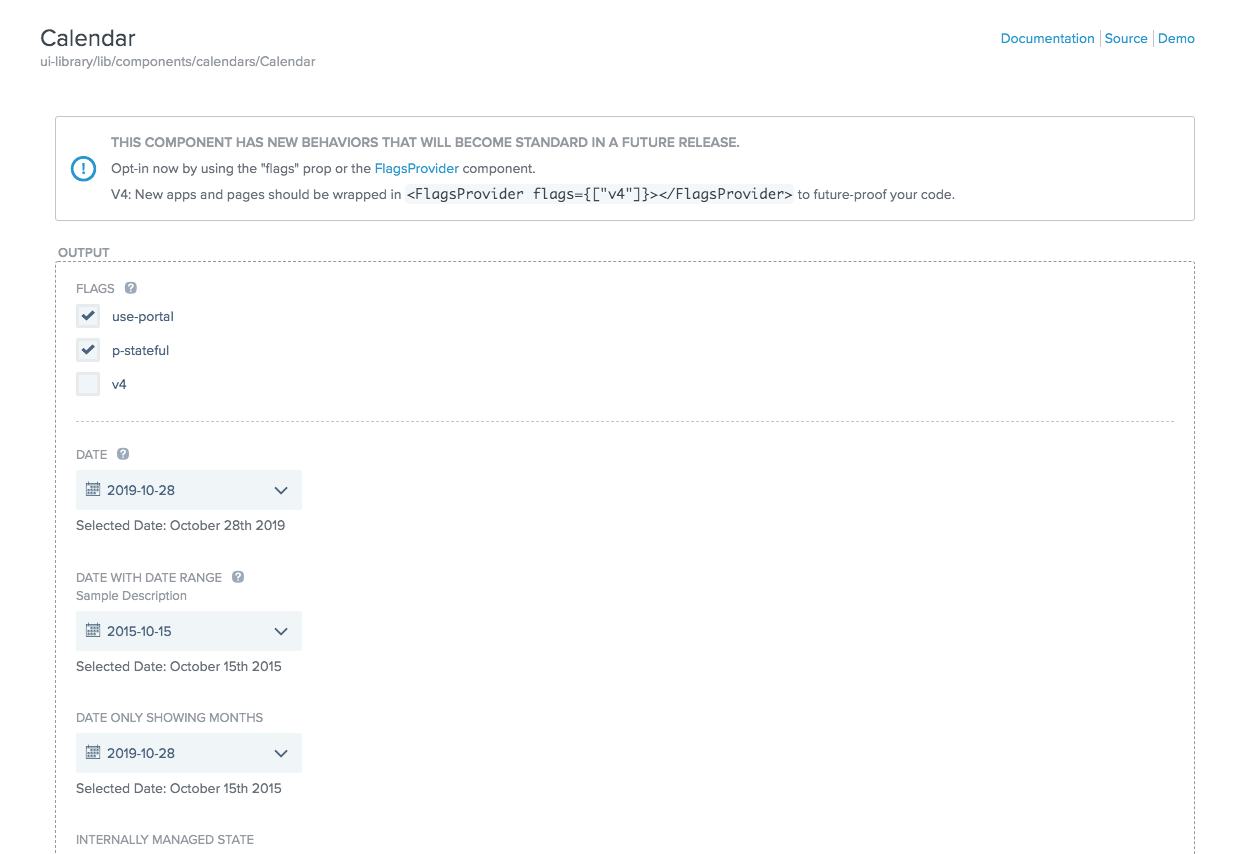 Calendar
Documentation Source Demo
ui-library/lib/components/calendars/Calendar
THIS COMPONENT HAS NEW BEHAVIORS THAT WILL BECOME STANDARD IN A FUTURE RELEASE.
Opt-in now by using the "flags" prop or the FlagsProvider component.
V4: New apps and pages should be wrapped in <FlagsProvider flags={["v4"]}></FlagsProvider> to future-proof your code.
OUTPUT
FLAGS ?
use-portal
p-stateful
v4
DATE ?
2019-10-28
Selected Date: October 28th 2019
DATE WITH DATE RANGE ?
Sample Description
2015-10-15
Selected Date: October 15th 2015
DATE ONLY SHOWING MONTHS
2019-10-28
Selected Date: October 15th 2015
INTERNALLY MANAGED STATE